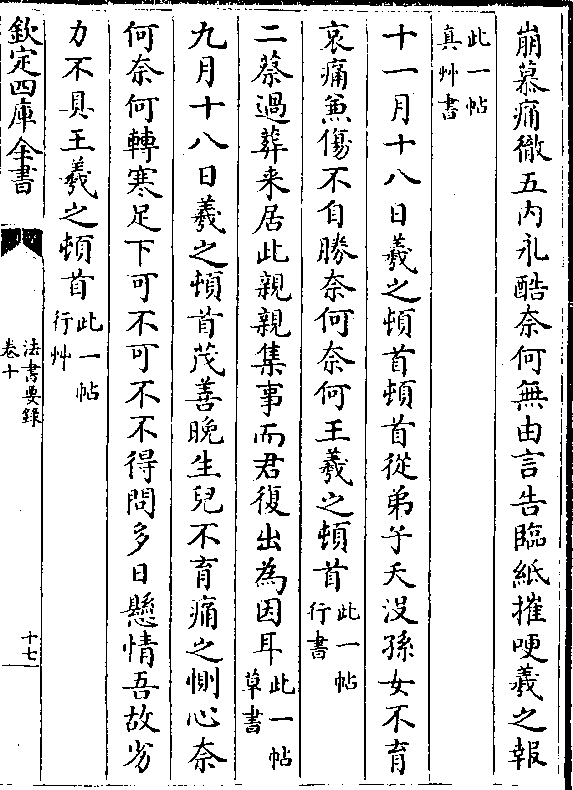 崩慕痛徹五内永酷奈何無由言告臨紙摧哽羲之報
此一帖
真艸書
十一月十八日羲之頓首頓首從弟子夭没孫女不育
哀痛兼傷不自勝奈何奈何王羲之頓首此一帖
行書
二蔡過葬来居此親親集事而君復出為因耳此一帖
草書
九月十八日羲之頓首茂善晚生兒不育痛之惻心奈
何奈何轉寒足下可不可不不得問多日懸情吾故劣
力不具王羲之頓首此一帖
行艸
欽定四庫全書
法書要錄
卷十
十七